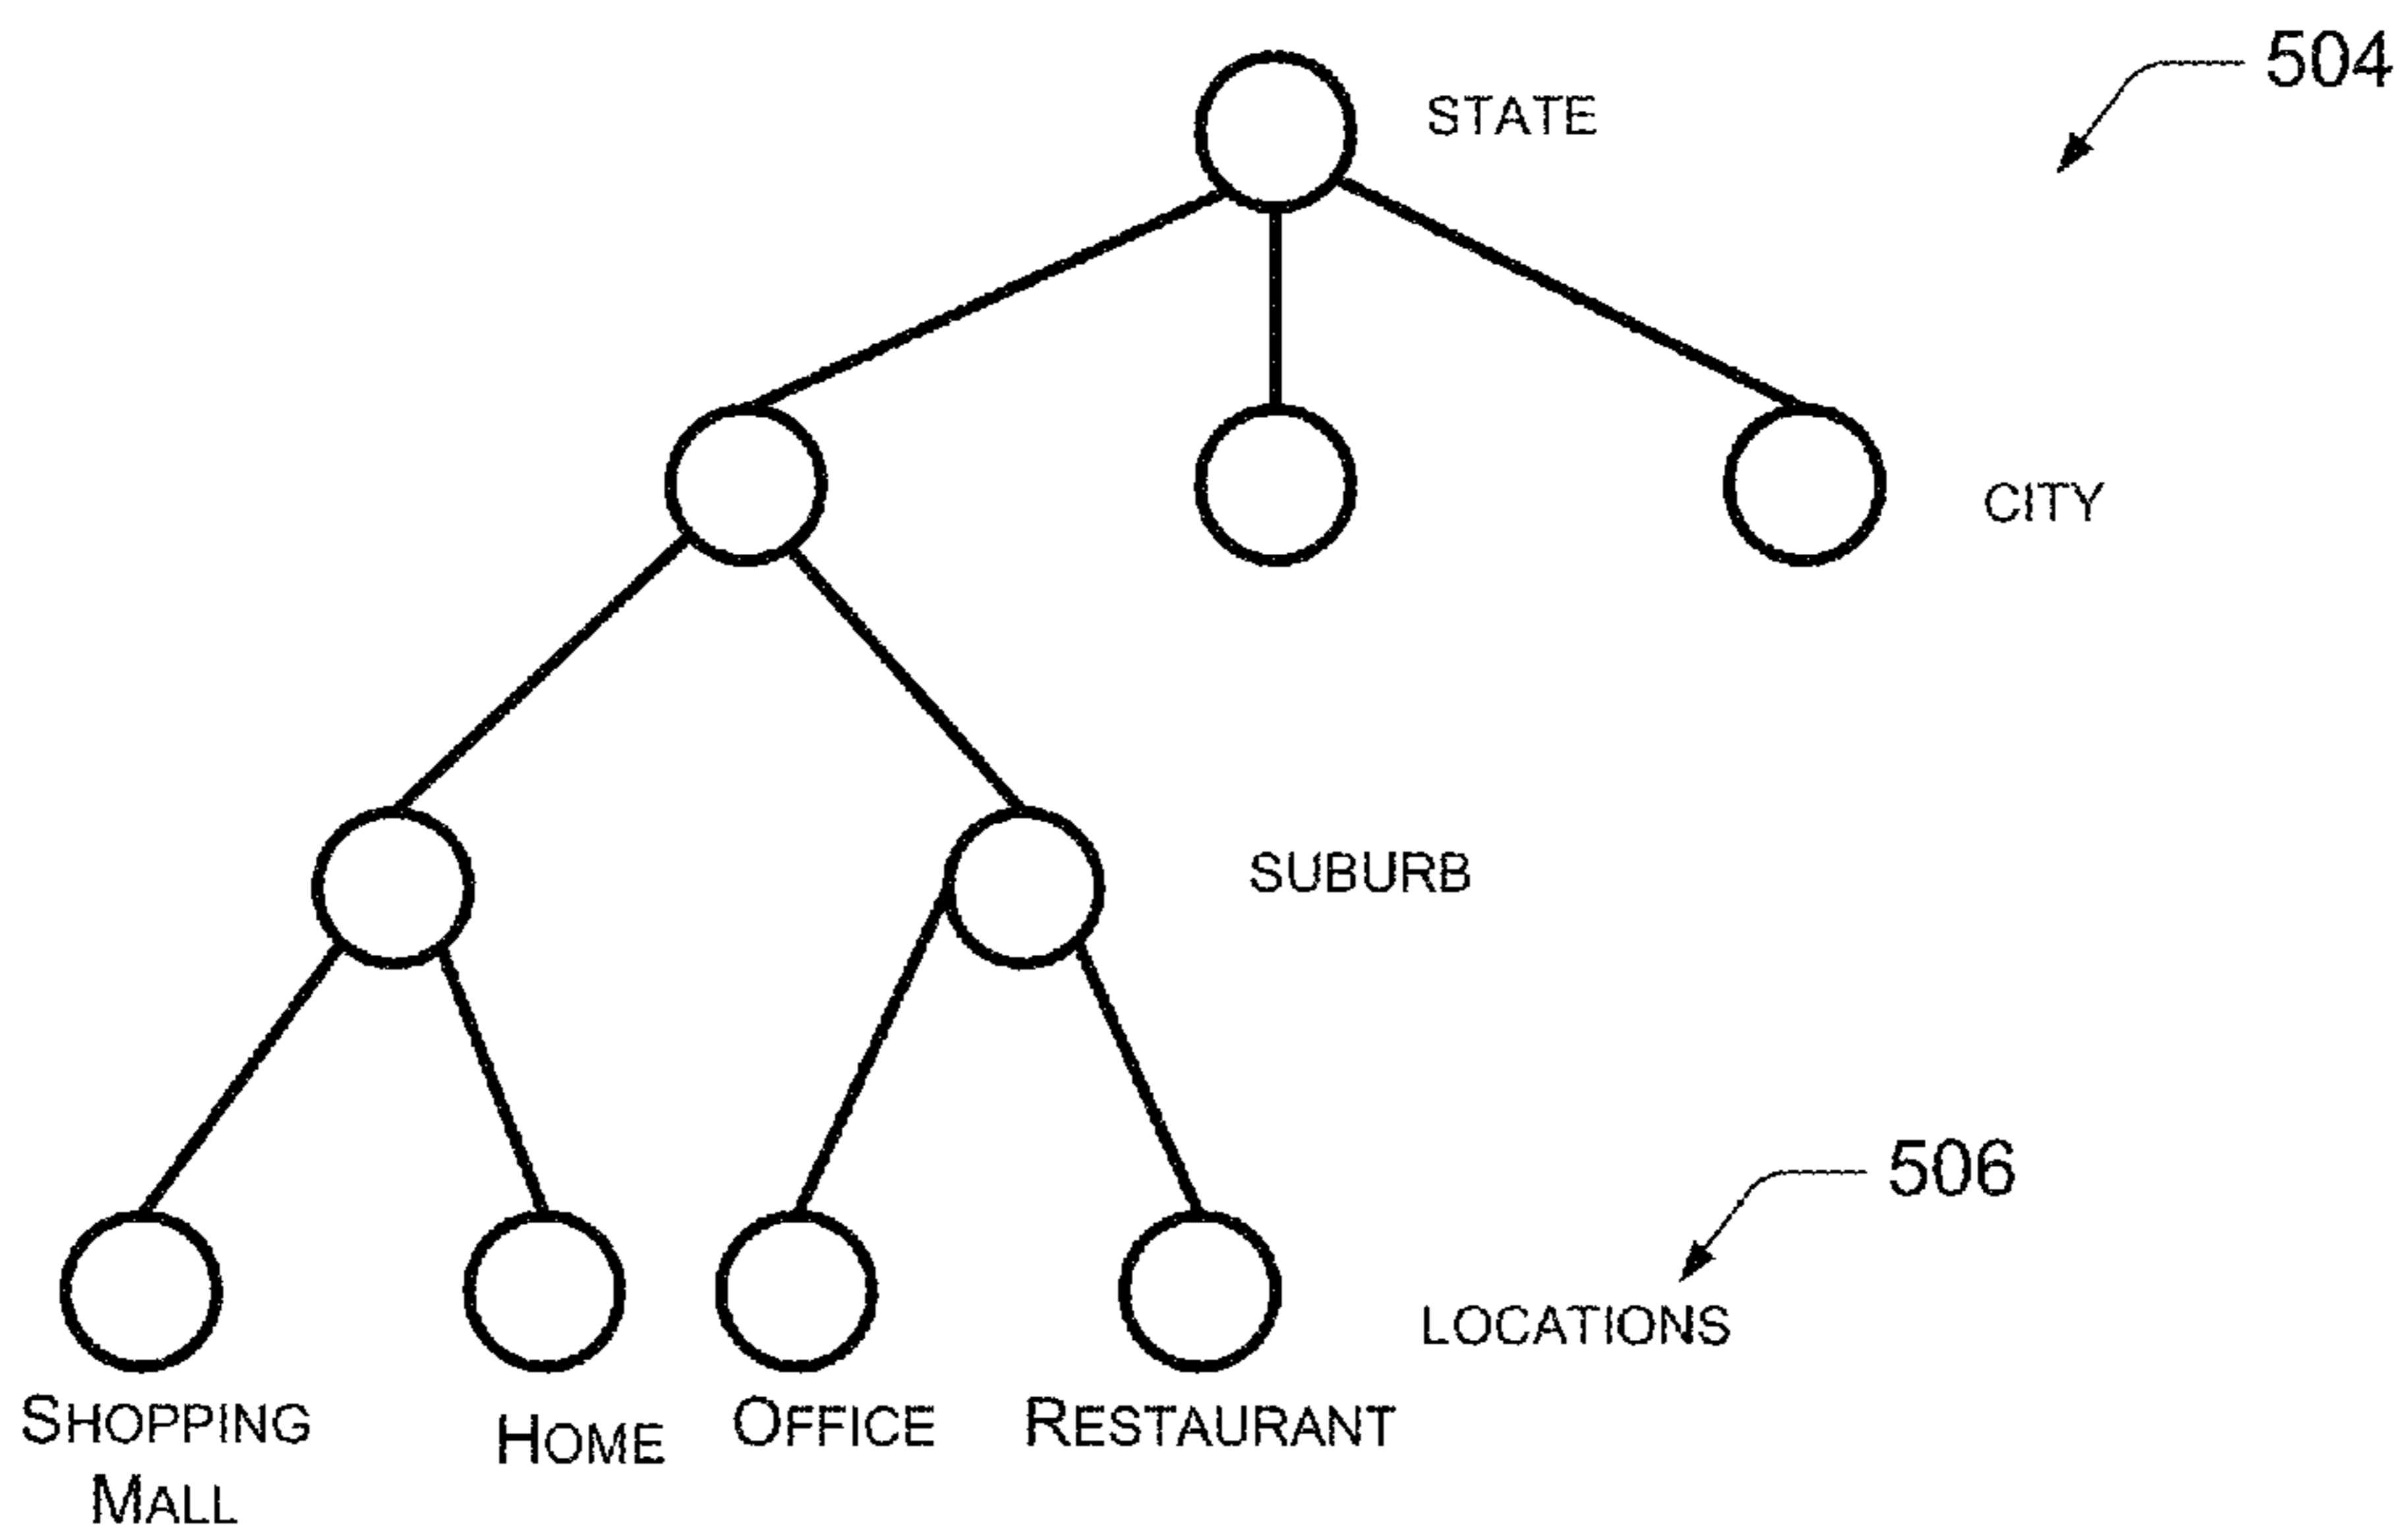 504
STATE
CITY
SUBURB
506
LOCATIONS
SHOPPING
MALL
HOME
OFFICE
RESTAURANT